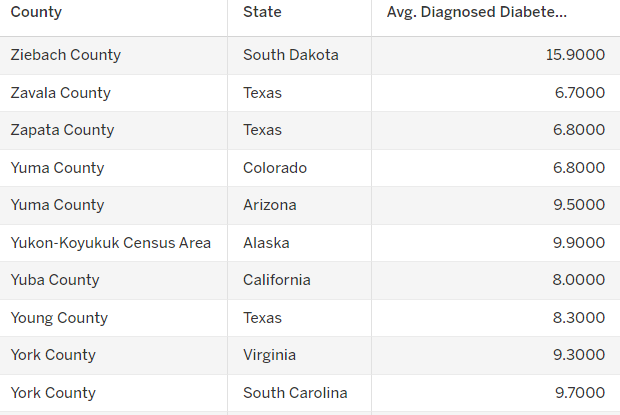 County State Avg. Diagnosed Diabete...
Ziebach County South Dakota 15.9000
Zavala County Texas 6.7000
Zapata County Texas 6.8000
Yuma County Colorado 6.8000
Yuma County Arizona 9.5000
Yukon-Koyukuk Census Area Alaska 9.9000
Yuba County California 8.0000
Young County Texas 8.3000
York County Virginia 9.3000
York County South Carolina 9.7000